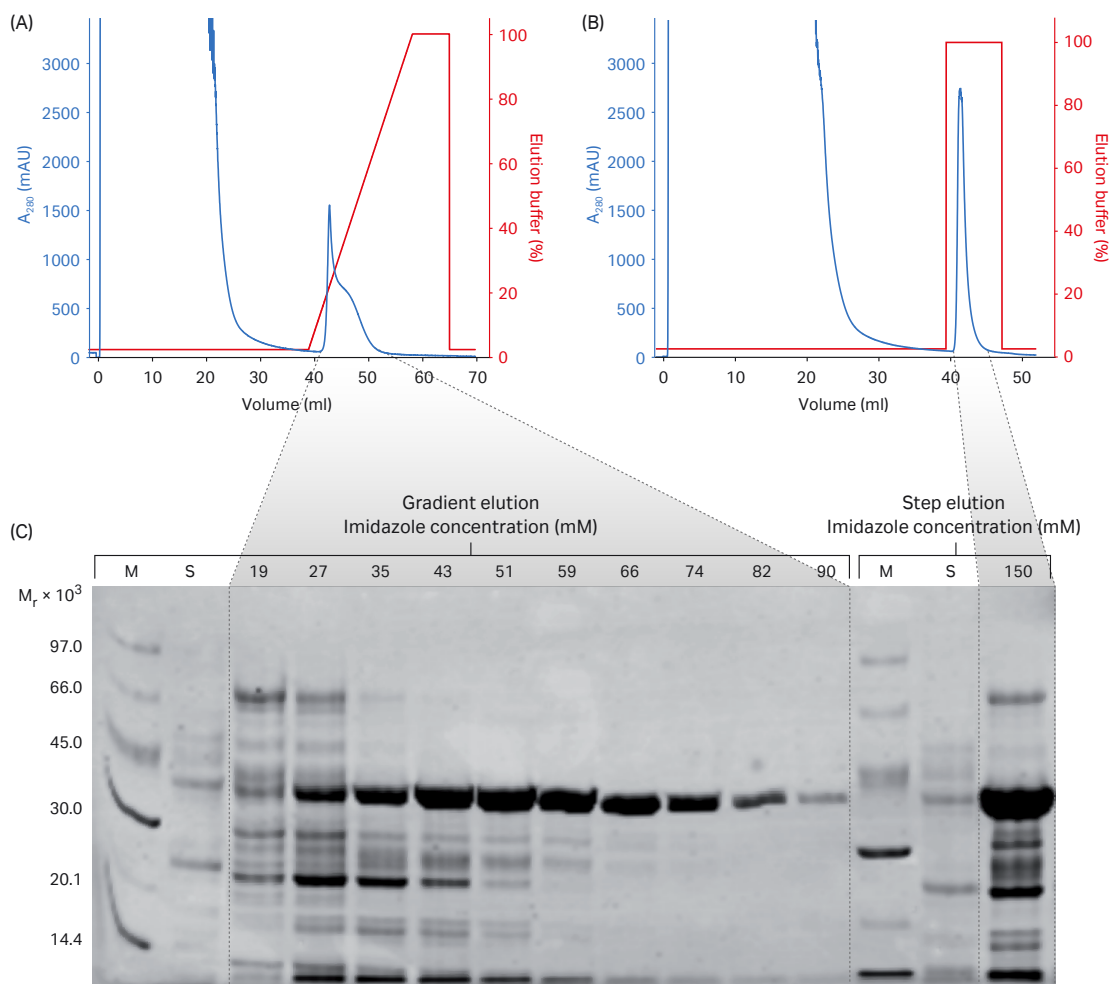 (A)
(B)
3000
2500
2000
1500
1000
500
0
A₂₈₀ (mAU)
100
80
60
40
20
0
Elution buffer (%)
0 10 20 30 40 50 60 70
Volume (ml)
3000
2500
2000
1500
1000
500
0
A₂₈₀ (mAU)
100
80
60
40
20
0
Elution buffer (%)
0 10 20 30 40 50
Volume (ml)
Gradient elution
Imidazole concentration (mM)
Step elution
Imidazole concentration (mM)
(C)
M S 19 27 35 43 51 59 66 74 82 90 M S 150
Mᵣ × 10³
97.0
66.0
45.0
30.0
20.1
14.4